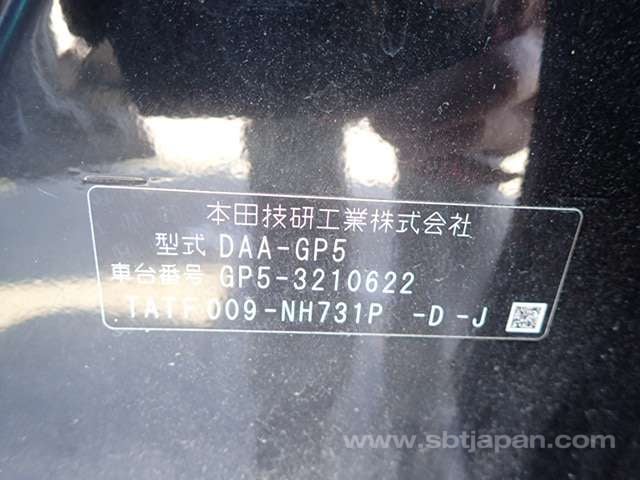 本田技研工業株式会社
型式 DAA-GP5
車台番号 GP5-3210622
TATF009-NH731P -D -J
www.sbtjapan.com